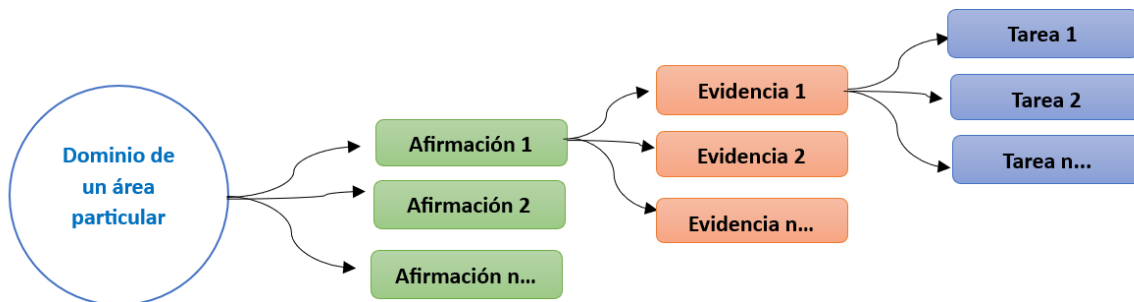 Dominio de
un área
particular
Afirmación 1
Afirmación 2
Afirmación n...
Evidencia 1
Evidencia 2
Evidencia n...
Tarea 1
Tarea 2
Tarea n...